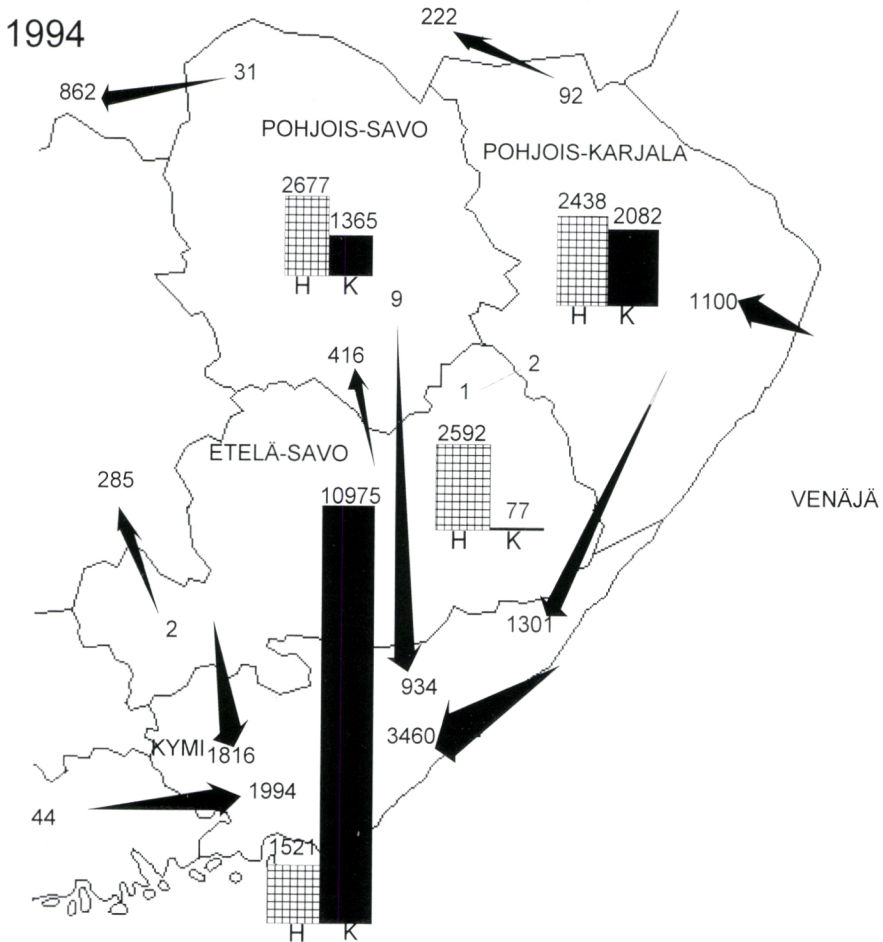 1994
222
862
31
92
POHJOIS-SAVO
POHJOIS-KARJALA
2677
1365
H K
2438
2082
H K
9
1100
416
2
1
ETELÄ-SAVO
2592
77
H K
285
10975
VENÄJÄ
2
1301
934
3460
KYMI
1816
1994
44
1521
H K